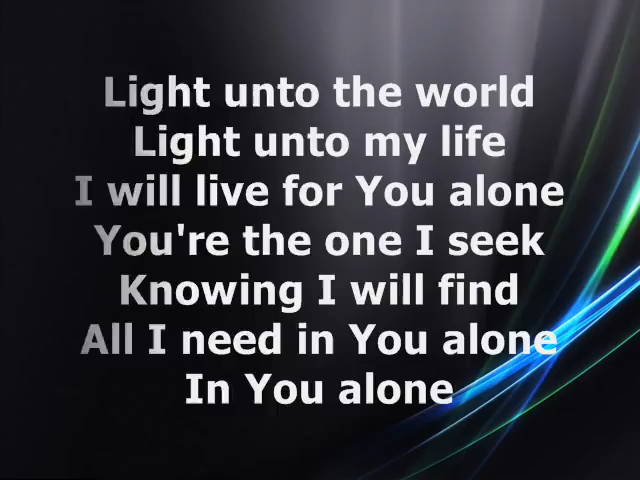 Light unto the world
Light unto my life
I will live for You alone
You're the one I seek
Knowing I will find
All I need in You alone
In You alone